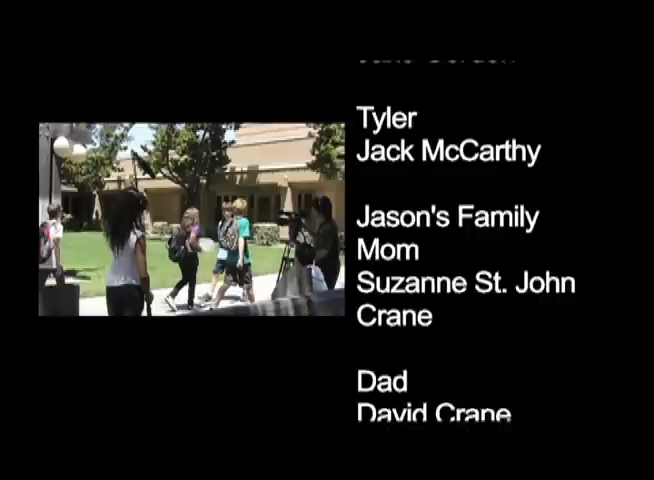 Tyler
Jack McCarthy
Jason's Family
Mom
Suzanne St. John
Crane
Dad
David Crane